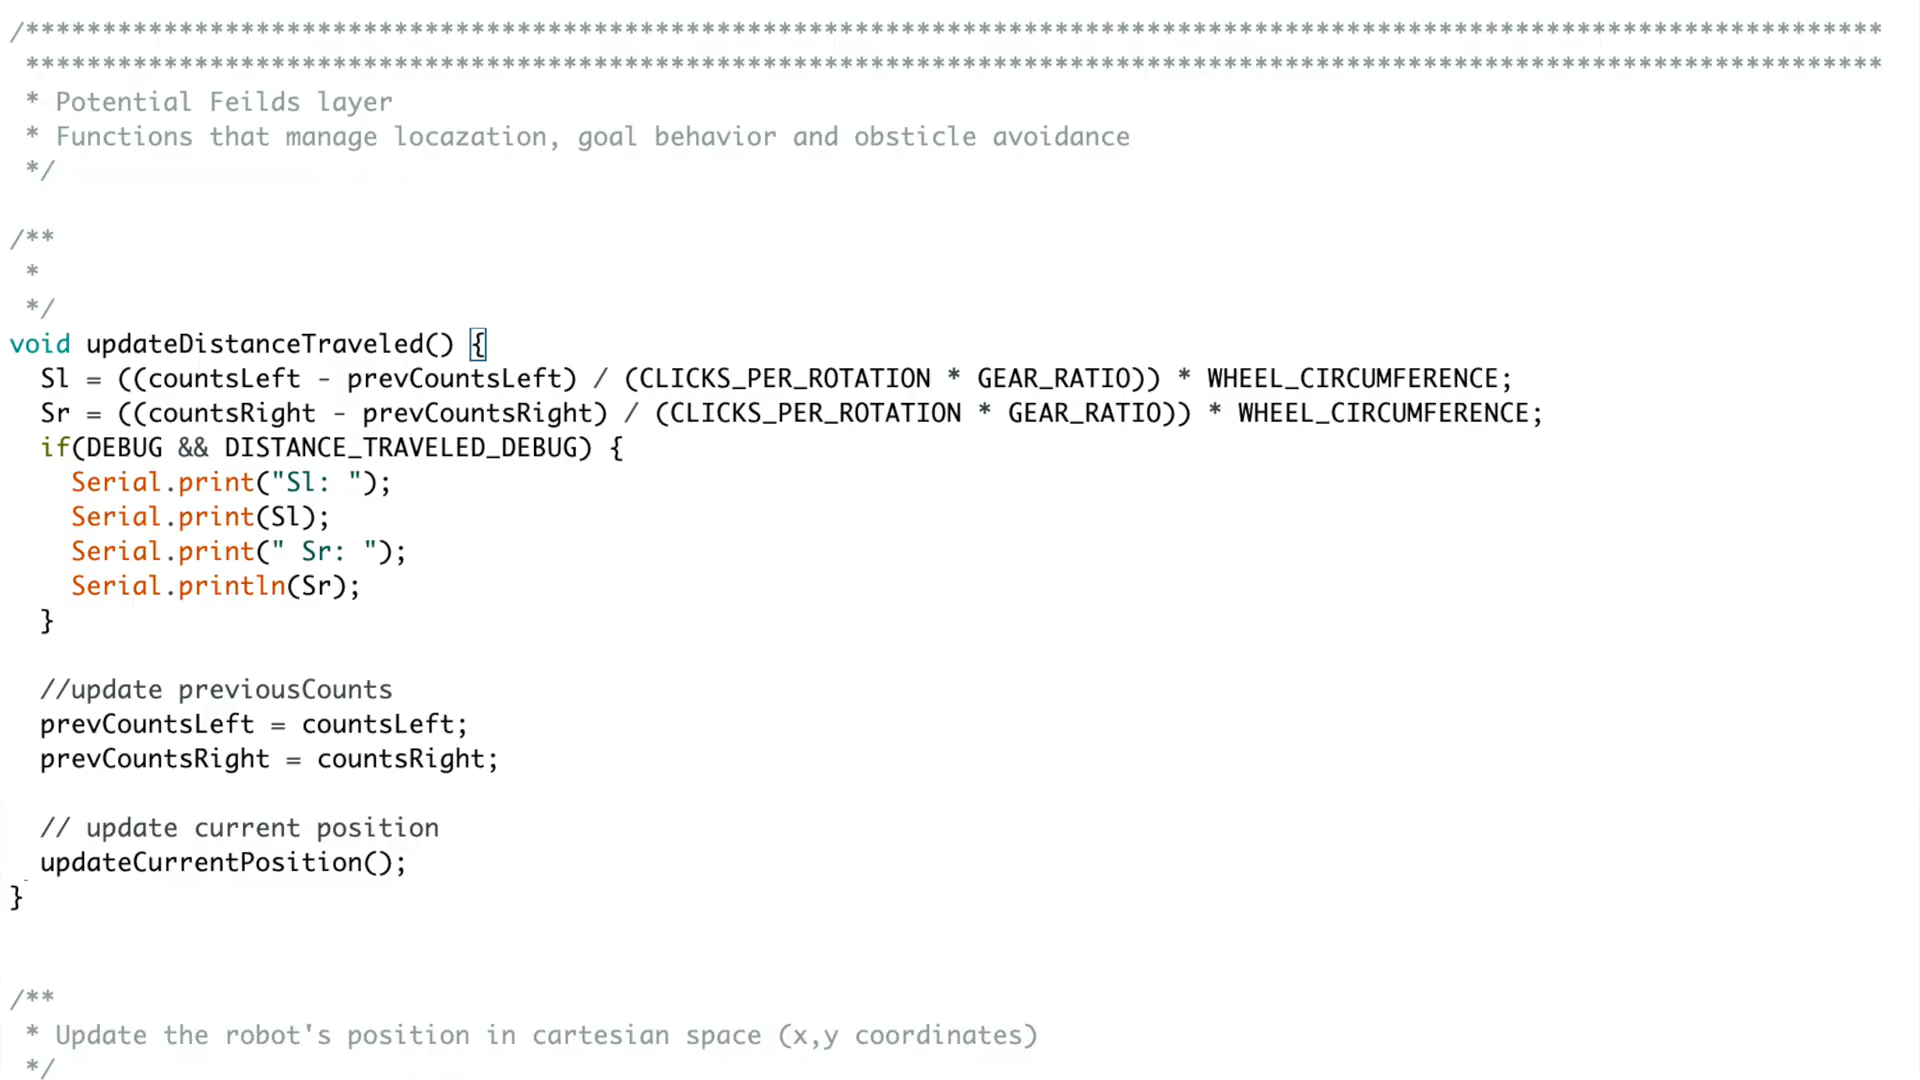 /*************************************************************************************************************************
*************************************************************************************************************************
* Potential Feilds layer
* Functions that manage locazation, goal behavior and obsticle avoidance
*/
/**
*
*/
void updateDistanceTraveled() {
Sl = ((countsLeft - prevCountsLeft) / (CLICKS_PER_ROTATION * GEAR_RATIO)) * WHEEL_CIRCUMFERENCE;
Sr = ((countsRight - prevCountsRight) / (CLICKS_PER_ROTATION * GEAR_RATIO)) * WHEEL_CIRCUMFERENCE;
if(DEBUG && DISTANCE_TRAVELED_DEBUG) {
Serial.print("Sl: ");
Serial.print(Sl);
Serial.print(" Sr: ");
Serial.println(Sr);
}
//update previousCounts
prevCountsLeft = countsLeft;
prevCountsRight = countsRight;
// update current position
updateCurrentPosition();
}
/**
* Update the robot's position in cartesian space (x,y coordinates)
*/